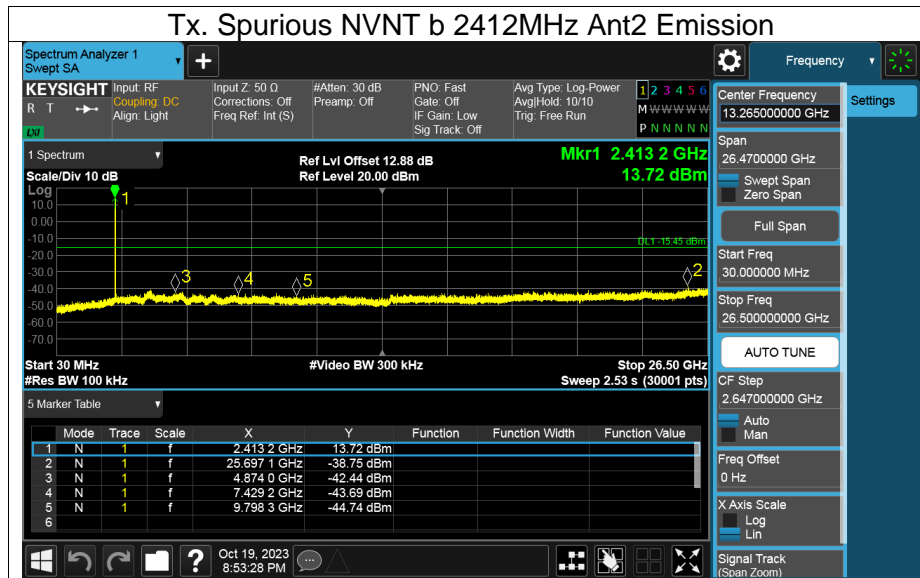 Tx. Spurious NVNT b 2412MHz Ant2 Emission
Spectrum Analyzer 1
Swept SA
+
Frequency
KEYSIGHT
R T
LXI
Input: RF
Coupling: DC
Align: Light
Input Z: 50 Ω
Corrections: Off
Freq Ref: Int (S)
#Atten: 30 dB
Preamp: Off
PNO: Fast
Gate: Off
IF Gain: Low
Sig Track: Off
Avg Type: Log-Power
Avg|Hold: 10/10
Trig: Free Run
1 2 3 4 5 6
M W W W W W
P N N N N N
Center Frequency
13.265000000 GHz
Settings
Span
26.4700000 GHz
Swept Span
Zero Span
Full Span
Start Freq
30.000000 MHz
Stop Freq
26.500000000 GHz
AUTO TUNE
CF Step
2.647000000 GHz
Auto
Man
Freq Offset
0 Hz
X Axis Scale
Log
Lin
Signal Track
(Span Zoom)
1 Spectrum
Scale/Div 10 dB
Ref Lvl Offset 12.88 dB
Ref Level 20.00 dBm
Mkr1 2.413 2 GHz
13.72 dBm
Log
10.0
0.00
-10.0
-20.0
-30.0
-40.0
-50.0
-60.0
-70.0
1
3
4
5
2
DL1 -15.45 dBm
Start 30 MHz
#Video BW 300 kHz
Stop 26.50 GHz
#Res BW 100 kHz
Sweep 2.53 s (30001 pts)
5 Marker Table
Mode Trace Scale X Y Function Function Width Function Value
1 N 1 f 2.413 2 GHz 13.72 dBm
2 N 1 f 25.697 1 GHz -38.75 dBm
3 N 1 f 4.874 0 GHz -42.44 dBm
4 N 1 f 7.429 2 GHz -43.69 dBm
5 N 1 f 9.798 3 GHz -44.74 dBm
6
?
Oct 19, 2023
8:53:28 PM